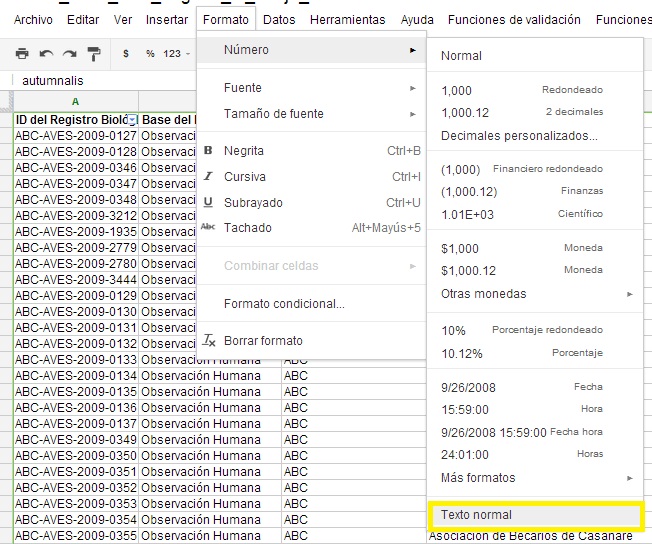 Archivo Editar Ver Insertar Formato Datos Herramientas Ayuda Funciones de validación Funciones
$ % 123
autumnalis
A
ID del Registro Biológi Base del
ABC-AVES-2009-0127 Observaci
ABC-AVES-2009-0128 Observaci
ABC-AVES-2009-0346 Observaci
ABC-AVES-2009-0347 Observaci
ABC-AVES-2009-0348 Observaci
ABC-AVES-2009-3212 Observaci
ABC-AVES-2009-1935 Observaci
ABC-AVES-2009-2779 Observaci
ABC-AVES-2009-2780 Observaci
ABC-AVES-2009-3444 Observaci
ABC-AVES-2009-0129 Observaci
ABC-AVES-2009-0130 Observaci
ABC-AVES-2009-0131 Observaci
ABC-AVES-2009-0132 Observaci
ABC-AVES-2009-0133 Observación Humana ABC
ABC-AVES-2009-0134 Observación Humana ABC
ABC-AVES-2009-0135 Observación Humana ABC
ABC-AVES-2009-0136 Observación Humana ABC
ABC-AVES-2009-0137 Observación Humana ABC
ABC-AVES-2009-0349 Observación Humana ABC
ABC-AVES-2009-0350 Observación Humana ABC
ABC-AVES-2009-0351 Observación Humana ABC
ABC-AVES-2009-0352 Observación Humana ABC
ABC-AVES-2009-0353 Observación Humana ABC
ABC-AVES-2009-0354 Observación Humana ABC
ABC-AVES-2009-0355 Observación Humana ABC Asociación de Becarios de Casanare
Número
Fuente
Tamaño de fuente
B Negrita Ctrl+B
I Cursiva Ctrl+I
U Subrayado Ctrl+U
Abc Tachado Alt+Mayús+5
Combinar celdas
Formato condicional...
Borrar formato
Normal
1,000 Redondeado
1,000.12 2 decimales
Decimales personalizados...
(1,000) Financiero redondeado
(1,000.12) Finanzas
1.01E+03 Científico
$1,000 Moneda
$1,000.12 Moneda
Otras monedas
10% Porcentaje redondeado
10.12% Porcentaje
9/26/2008 Fecha
15:59:00 Hora
9/26/2008 15:59:00 Fecha hora
24:01:00 Horas
Más formatos
Texto normal